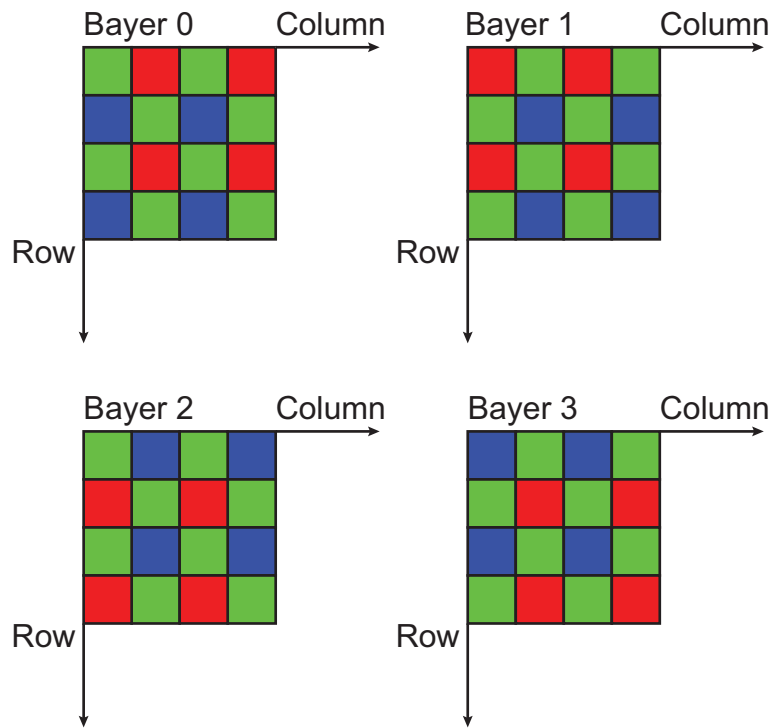 Bayer 0 Column
Row
Bayer 1 Column
Row
Bayer 2 Column
Row
Bayer 3 Column
Row